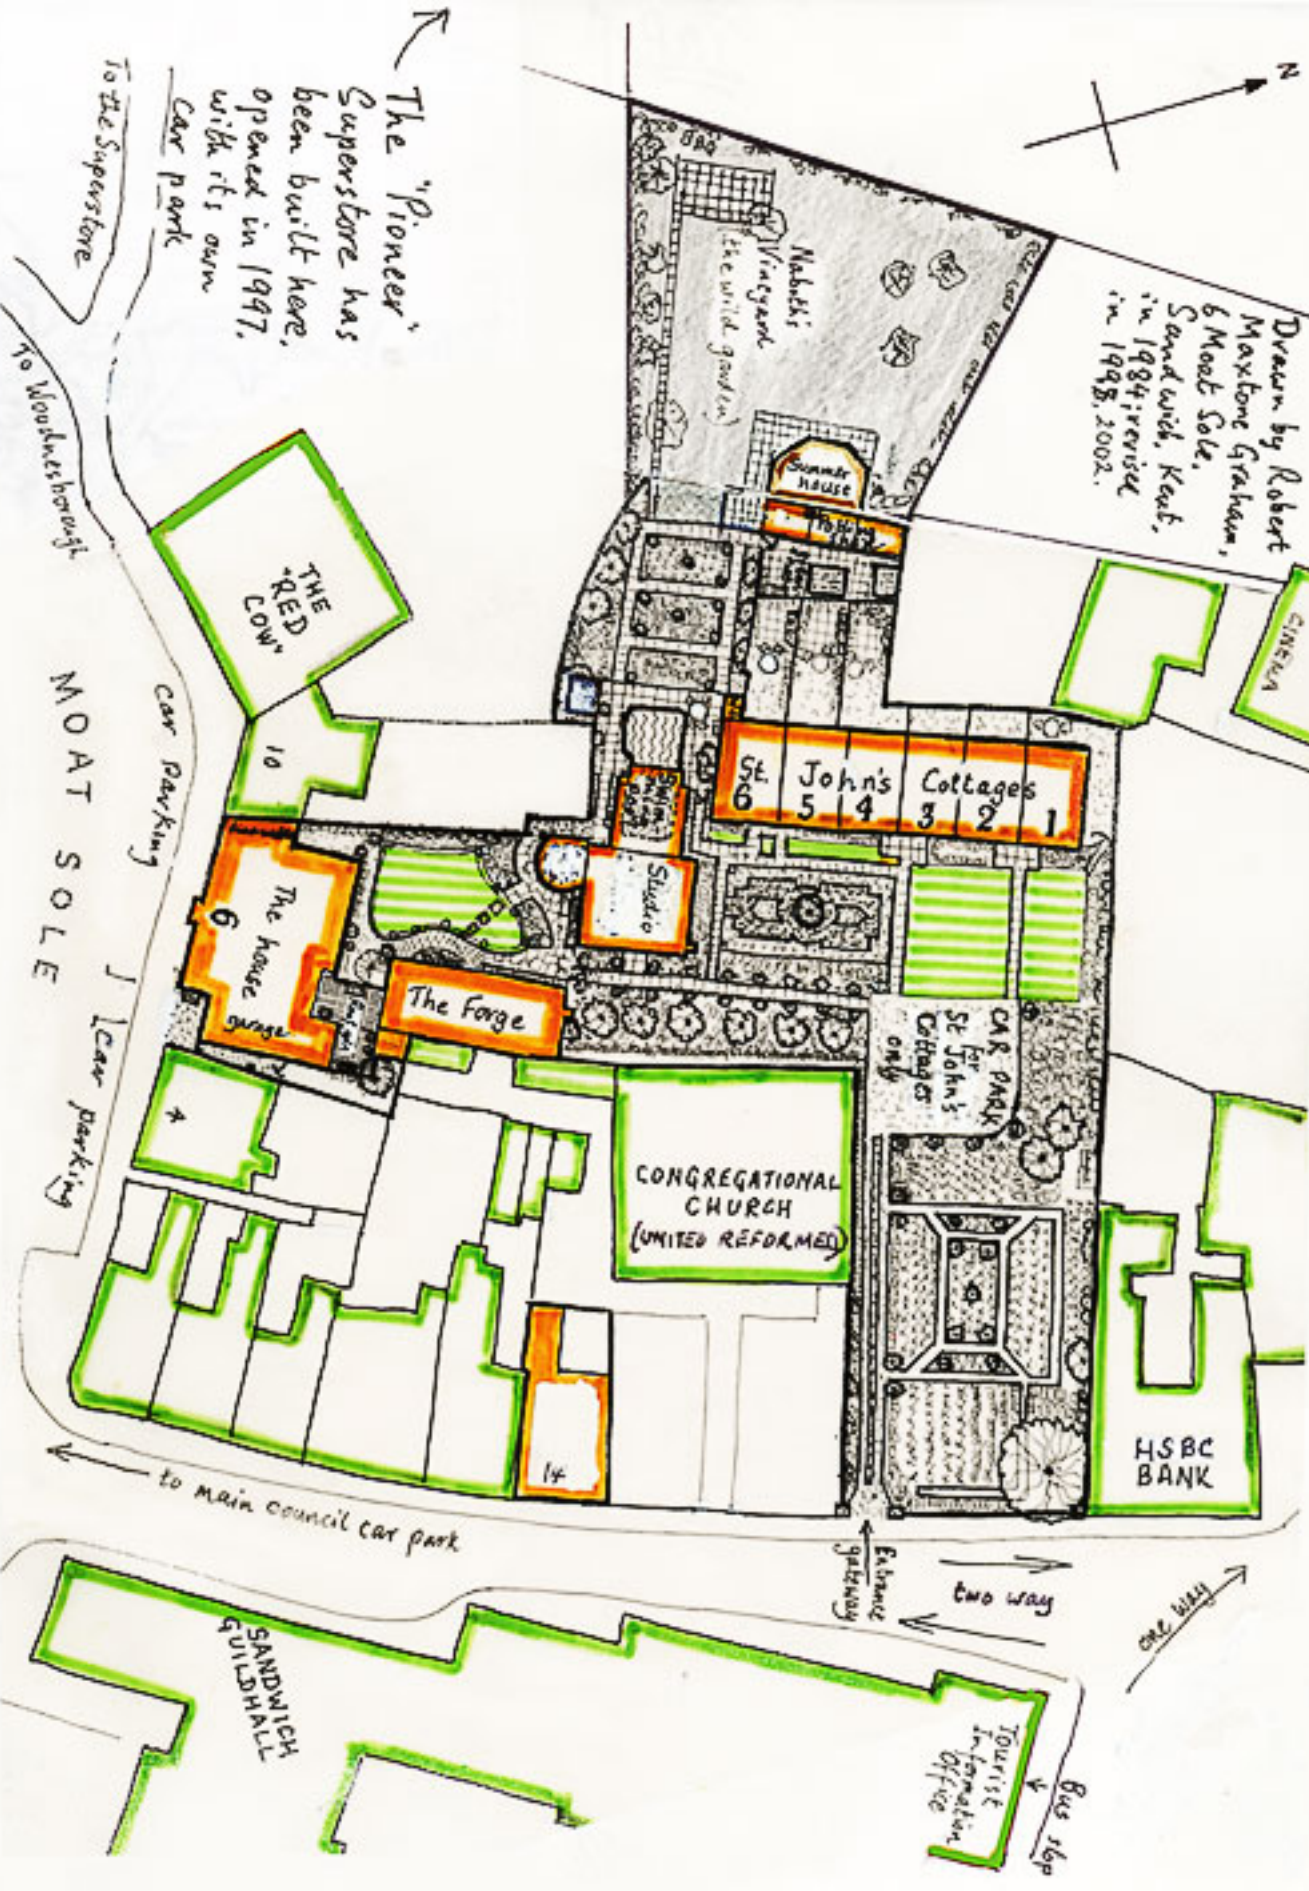 N
The "Pioneer"
Superstore has
been built here,
opened in 1997,
with it's own
car park
To the Superstore
To Woodnesborough
Drawn by Robert
Maxtone Graham,
6 Moat Sole,
Sandwich, Kent,
in 1984; revised
in 1998, 2002.
Naboth's
Vineyard
(the wild garden)
Summer
house
CINEMA
THE
"RED
COW"
MOAT SOLE
car parking
10
St. John's Cottages
6 5 4 3 2 1
Studio
The house
6
garage
The Forge
car parking
CAR PARK
for
St John's
Cottages
only
CONGREGATIONAL
CHURCH
(UNITED REFORMED)
HSBC
BANK
14
to main council car park
Entrance
gateway
two way
one way
SANDWICH
GUILDHALL
Tourist
Information
Office
Bus stop